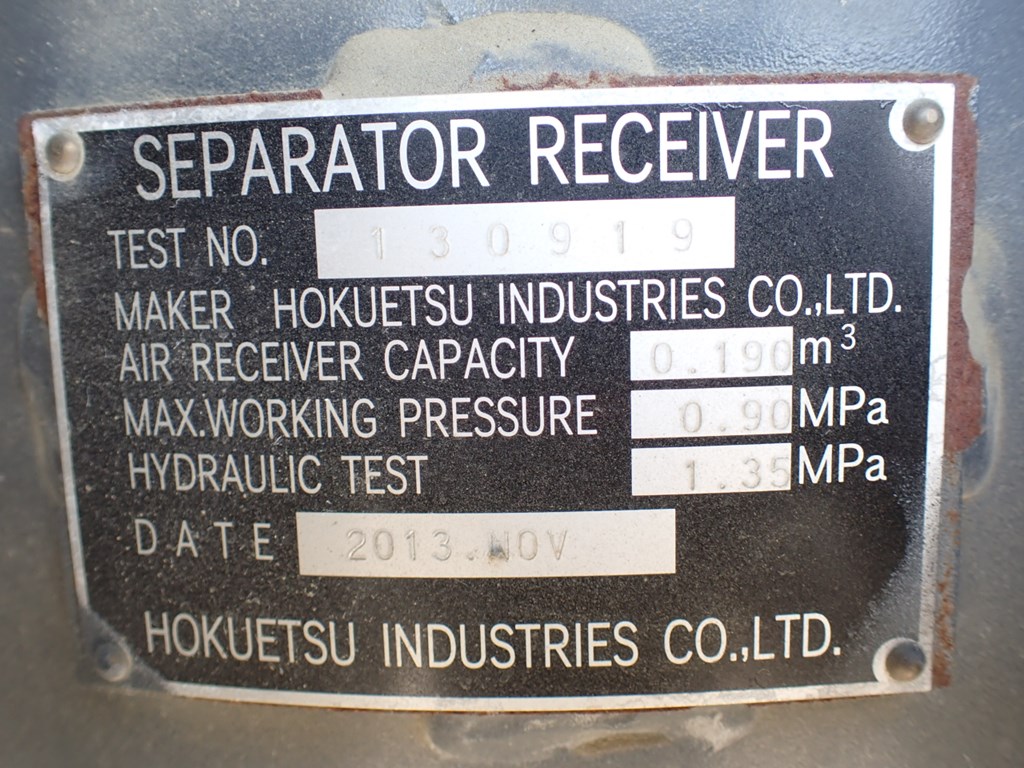 SEPARATOR RECEIVER
TEST NO. 130919
MAKER HOKUETSU INDUSTRIES CO.,LTD.
AIR RECEIVER CAPACITY 0.190 m³
MAX.WORKING PRESSURE 0.90 MPa
HYDRAULIC TEST 1.35 MPa
DATE 2013.NOV
HOKUETSU INDUSTRIES CO.,LTD.